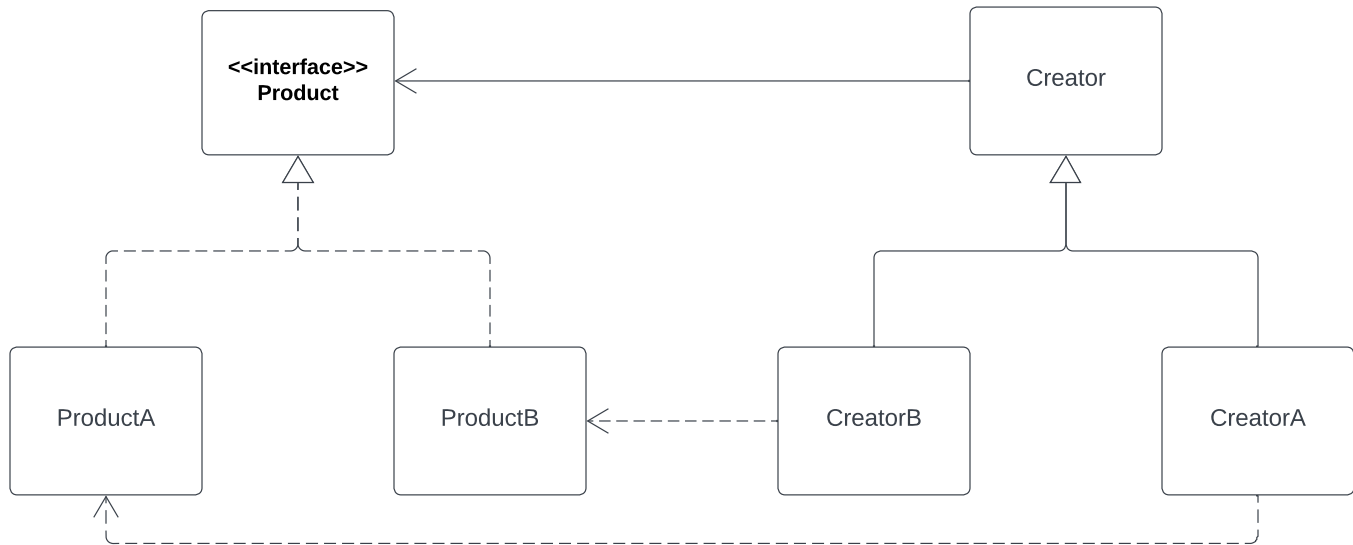 <<interface>>
Product
Creator
ProductA
ProductB
CreatorB
CreatorA